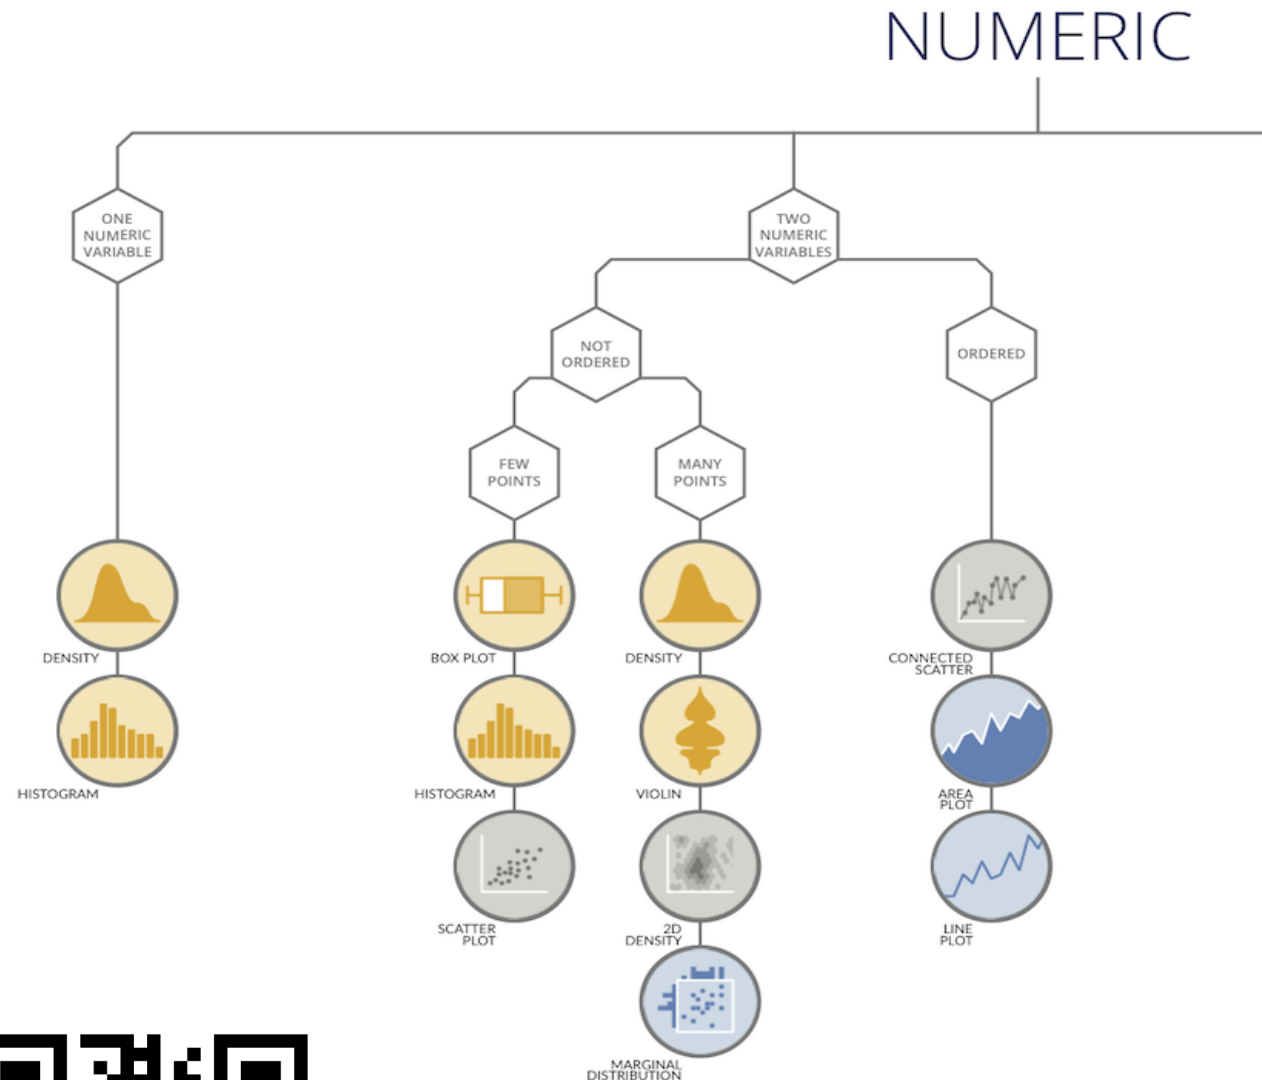 NUMERIC
ONE
NUMERIC
VARIABLE
TWO
NUMERIC
VARIABLES
NOT
ORDERED
ORDERED
FEW
POINTS
MANY
POINTS
DENSITY
BOX PLOT
DENSITY
CONNECTED
SCATTER
HISTOGRAM
HISTOGRAM
VIOLIN
AREA
PLOT
SCATTER
PLOT
2D
DENSITY
LINE
PLOT
MARGINAL
DISTRIBUTION